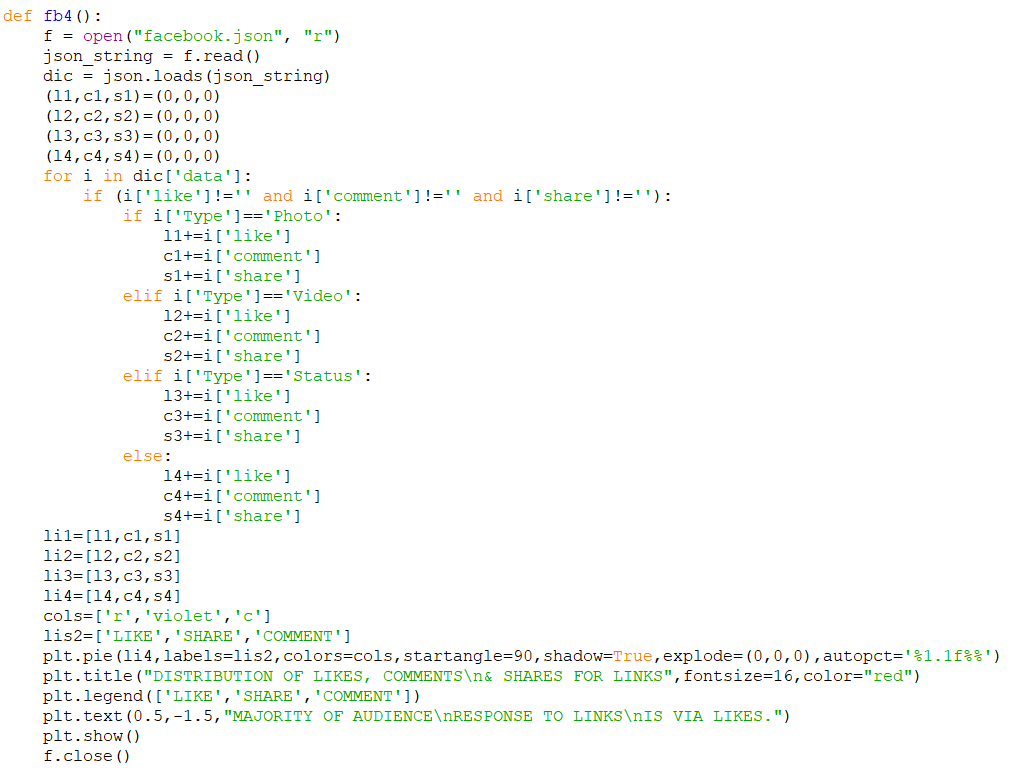 def fb4():
    f = open("facebook.json", "r")
    json_string = f.read()
    dic = json.loads(json_string)
    (l1,c1,s1)=(0,0,0)
    (l2,c2,s2)=(0,0,0)
    (l3,c3,s3)=(0,0,0)
    (l4,c4,s4)=(0,0,0)
    for i in dic['data']:
        if (i['like']!='' and i['comment']!='' and i['share']!=''):
            if i['Type']=='Photo':
                l1+=i['like']
                c1+=i['comment']
                s1+=i['share']
            elif i['Type']=='Video':
                l2+=i['like']
                c2+=i['comment']
                s2+=i['share']
            elif i['Type']=='Status':
                l3+=i['like']
                c3+=i['comment']
                s3+=i['share']
            else:
                l4+=i['like']
                c4+=i['comment']
                s4+=i['share']
    li1=[l1,c1,s1]
    li2=[l2,c2,s2]
    li3=[l3,c3,s3]
    li4=[l4,c4,s4]
    cols=['r','violet','c']
    lis2=['LIKE','SHARE','COMMENT']
    plt.pie(li4,labels=lis2,colors=cols,startangle=90,shadow=True,explode=(0,0,0),autopct='%1.1f%%')
    plt.title("DISTRIBUTION OF LIKES, COMMENTS\n& SHARES FOR LINKS",fontsize=16,color="red")
    plt.legend(['LIKE','SHARE','COMMENT'])
    plt.text(0.5,-1.5,"MAJORITY OF AUDIENCE\nRESPONSE TO LINKS\nIS VIA LIKES.")
    plt.show()
    f.close()